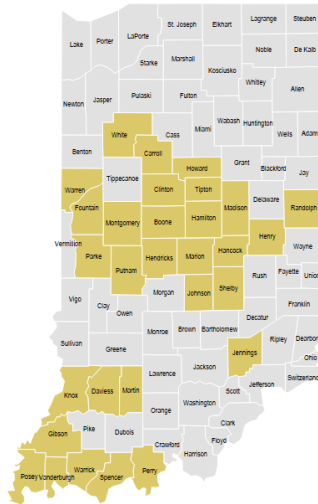 St. Joseph Elkhart Lagrange Steuben
LaPorte
Lake Porter
Noble De Kalb
Starke Marshall
Kosciusko
Whitley
Allen
Newton Jasper Pulaski Fulton
Miami Wabash Huntington
Wells Adam
White Cass
Benton Carroll
Grant Blackford Jay
Howard
Tippecanoe
Warren Clinton Tipton
Delaware
Madison Randolph
Fountain
Montgomery Boone Hamilton
Henry
Vermilion
Wayne
Parke Hendricks Marion Hancock
Putnam
Rush Fayette Union
Vigo Morgan Johnson Shelby
Clay Owen
Franklin
Decatur
Monroe Brown Bartholomew
Sullivan
Greene
Jennings Ripley Dearborn
Ohio
Lawrence Jackson
Switzerland
Jefferson
Scott
Knox Daviess Martin
Orange Washington
Clark
Gibson Pike Dubois
Crawford Floyd
Harrison
Perry
Posey Vanderburgh Warrick Spencer